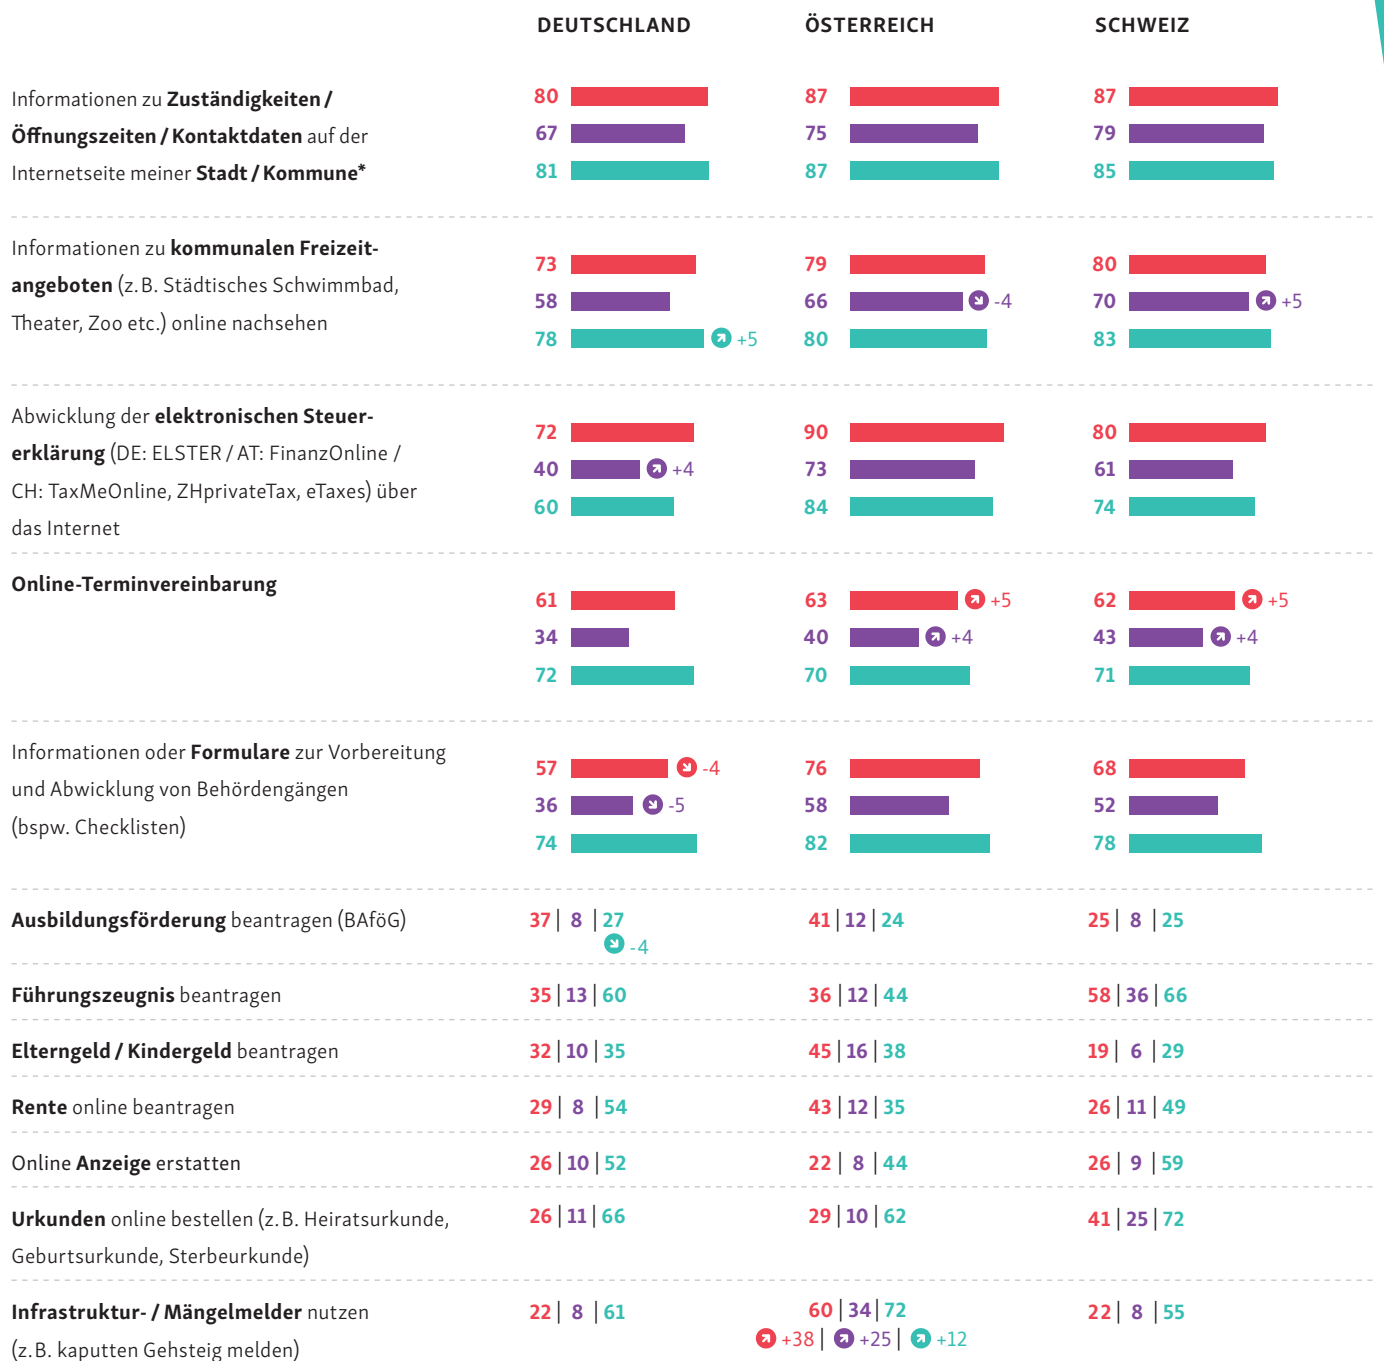 DEUTSCHLAND ÖSTERREICH SCHWEIZ
Informationen zu Zuständigkeiten / 80 87 87
Öffnungszeiten / Kontaktdaten auf der 67 75 79
Internetseite meiner Stadt / Kommune* 81 87 85
Informationen zu kommunalen Freizeit- 73 79 80
angeboten (z. B. Städtisches Schwimmbad, 58 66 -4 70 +5
Theater, Zoo etc.) online nachsehen 78 +5 80 83
Abwicklung der elektronischen Steuer- 72 90 80
erklärung (DE: ELSTER / AT: FinanzOnline / 40 +4 73 61
CH: TaxMeOnline, ZHprivateTax, eTaxes) über 60 84 74
das Internet
Online-Terminvereinbarung 61 63 +5 62 +5
34 40 +4 43 +4
72 70 71
Informationen oder Formulare zur Vorbereitung 57 -4 76 68
und Abwicklung von Behördengängen 36 -5 58 52
(bspw. Checklisten) 74 82 78
Ausbildungsförderung beantragen (BAföG) 37 | 8 | 27 41 | 12 | 24 25 | 8 | 25
-4
Führungszeugnis beantragen 35 | 13 | 60 36 | 12 | 44 58 | 36 | 66
Elterngeld / Kindergeld beantragen 32 | 10 | 35 45 | 16 | 38 19 | 6 | 29
Rente online beantragen 29 | 8 | 54 43 | 12 | 35 26 | 11 | 49
Online Anzeige erstatten 26 | 10 | 52 22 | 8 | 44 26 | 9 | 59
Urkunden online bestellen (z. B. Heiratsurkunde, 26 | 11 | 66 29 | 10 | 62 41 | 25 | 72
Geburtsurkunde, Sterbeurkunde)
Infrastruktur- / Mängelmelder nutzen 22 | 8 | 61 60 | 34 | 72 22 | 8 | 55
(z. B. kaputten Gehsteig melden) +38 | +25 | +12